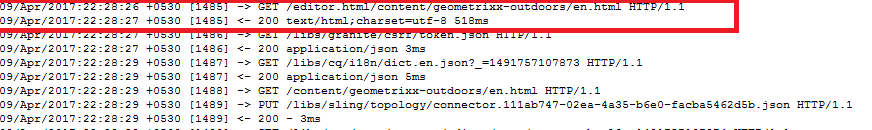 09/Apr/2017:22:28:26 +0530 [1485] -> GET /editor.html/content/geometrixx-outdoors/en.html HTTP/1.1
09/Apr/2017:22:28:27 +0530 [1485] <- 200 text/html;charset=utf-8 518ms
09/Apr/2017:22:28:27 +0530 [1486] -> GET /libs/granite/csrf/token.json HTTP/1.1
09/Apr/2017:22:28:27 +0530 [1486] <- 200 application/json 3ms
09/Apr/2017:22:28:29 +0530 [1487] -> GET /libs/cq/i18n/dict.en.json?_=1491757107873 HTTP/1.1
09/Apr/2017:22:28:29 +0530 [1487] <- 200 application/json 5ms
09/Apr/2017:22:28:29 +0530 [1488] -> GET /content/geometrixx-outdoors/en.html HTTP/1.1
09/Apr/2017:22:28:29 +0530 [1489] -> PUT /libs/sling/topology/connector.111ab747-02ea-4a35-b6e0-facba5462d5b.json HTTP/1.1
09/Apr/2017:22:28:29 +0530 [1489] <- 200 - 3ms